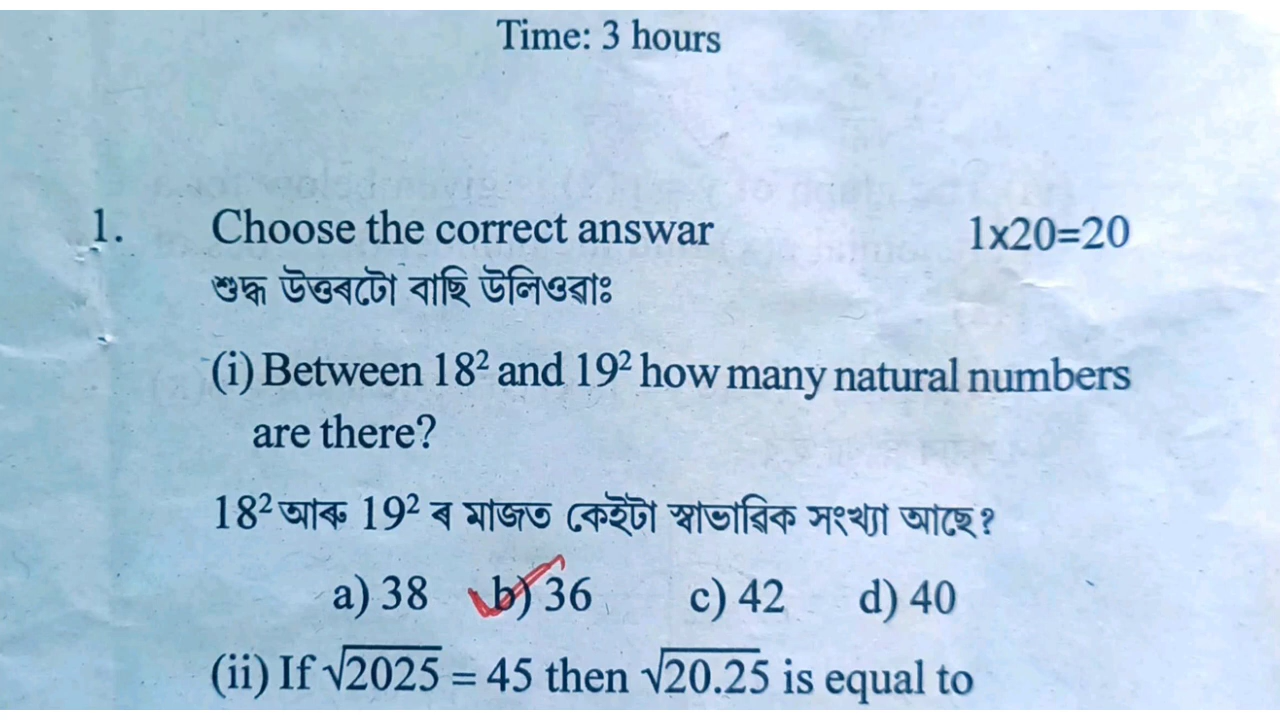 Time: 3 hours
1. Choose the correct answar 1x20=20
শুদ্ধ উত্তৰটো বাছি উলিওৱাঃ
(i) Between 18² and 19² how many natural numbers
are there?
18² আৰু 19² ৰ মাজত কেইটা স্বাভাৱিক সংখ্যা আছে?
a) 38 b) 36 c) 42 d) 40
(ii) If √2025 = 45 then √20.25 is equal to